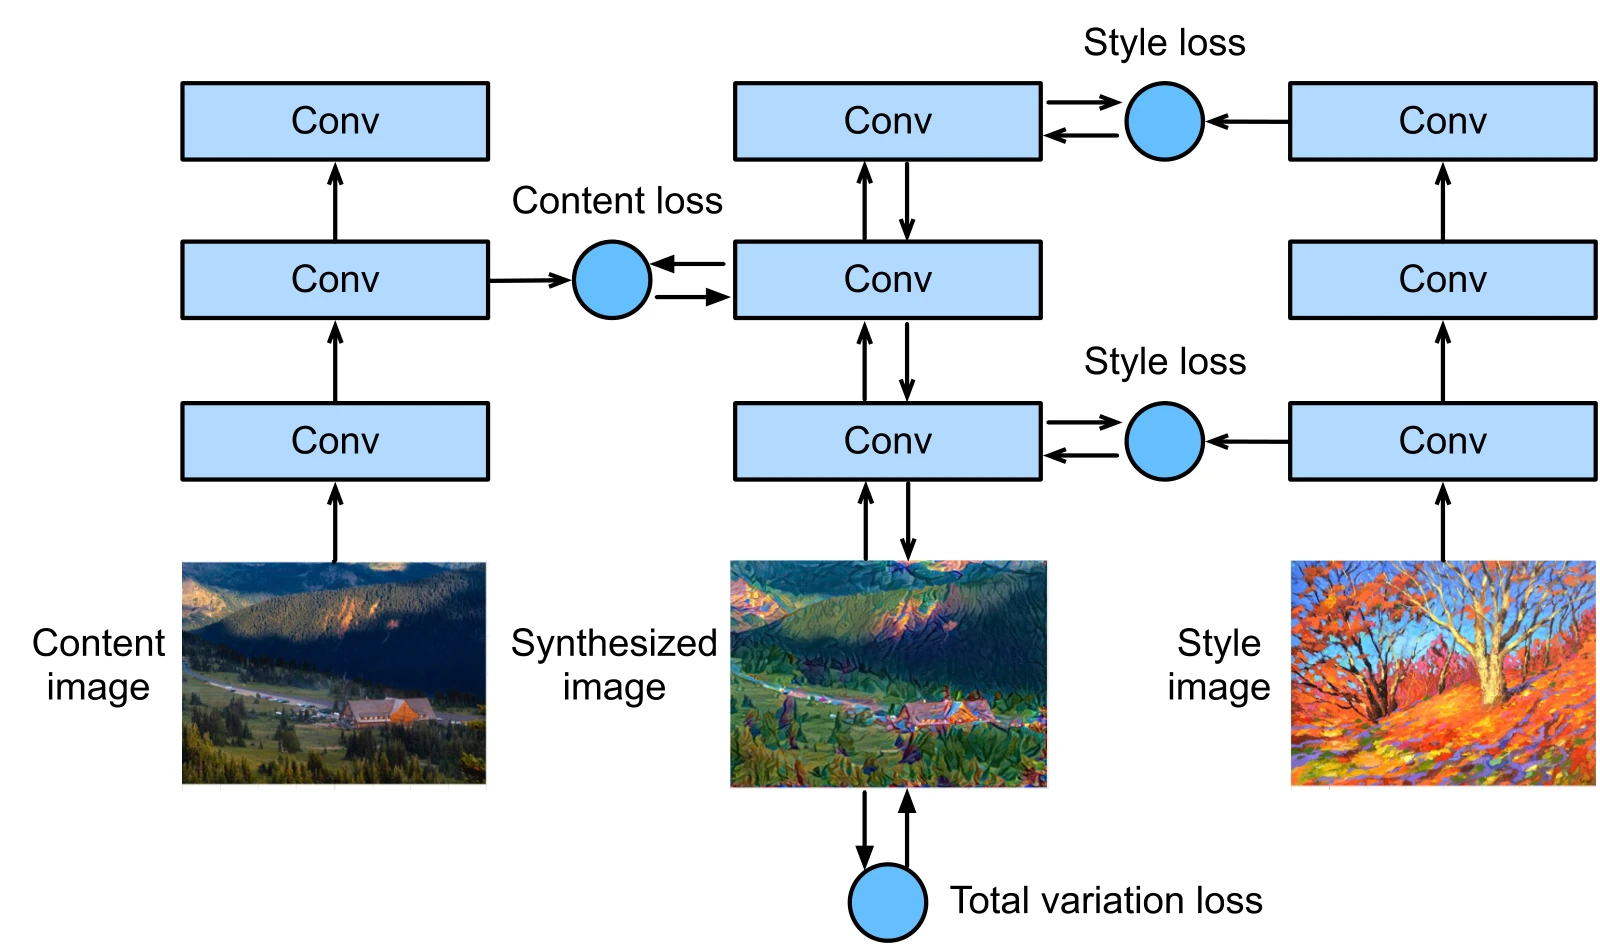 Style loss
Conv
Conv
Conv
Content loss
Conv
Conv
Conv
Style loss
Conv
Conv
Conv
Content
image
Synthesized
image
Style
image
Total variation loss